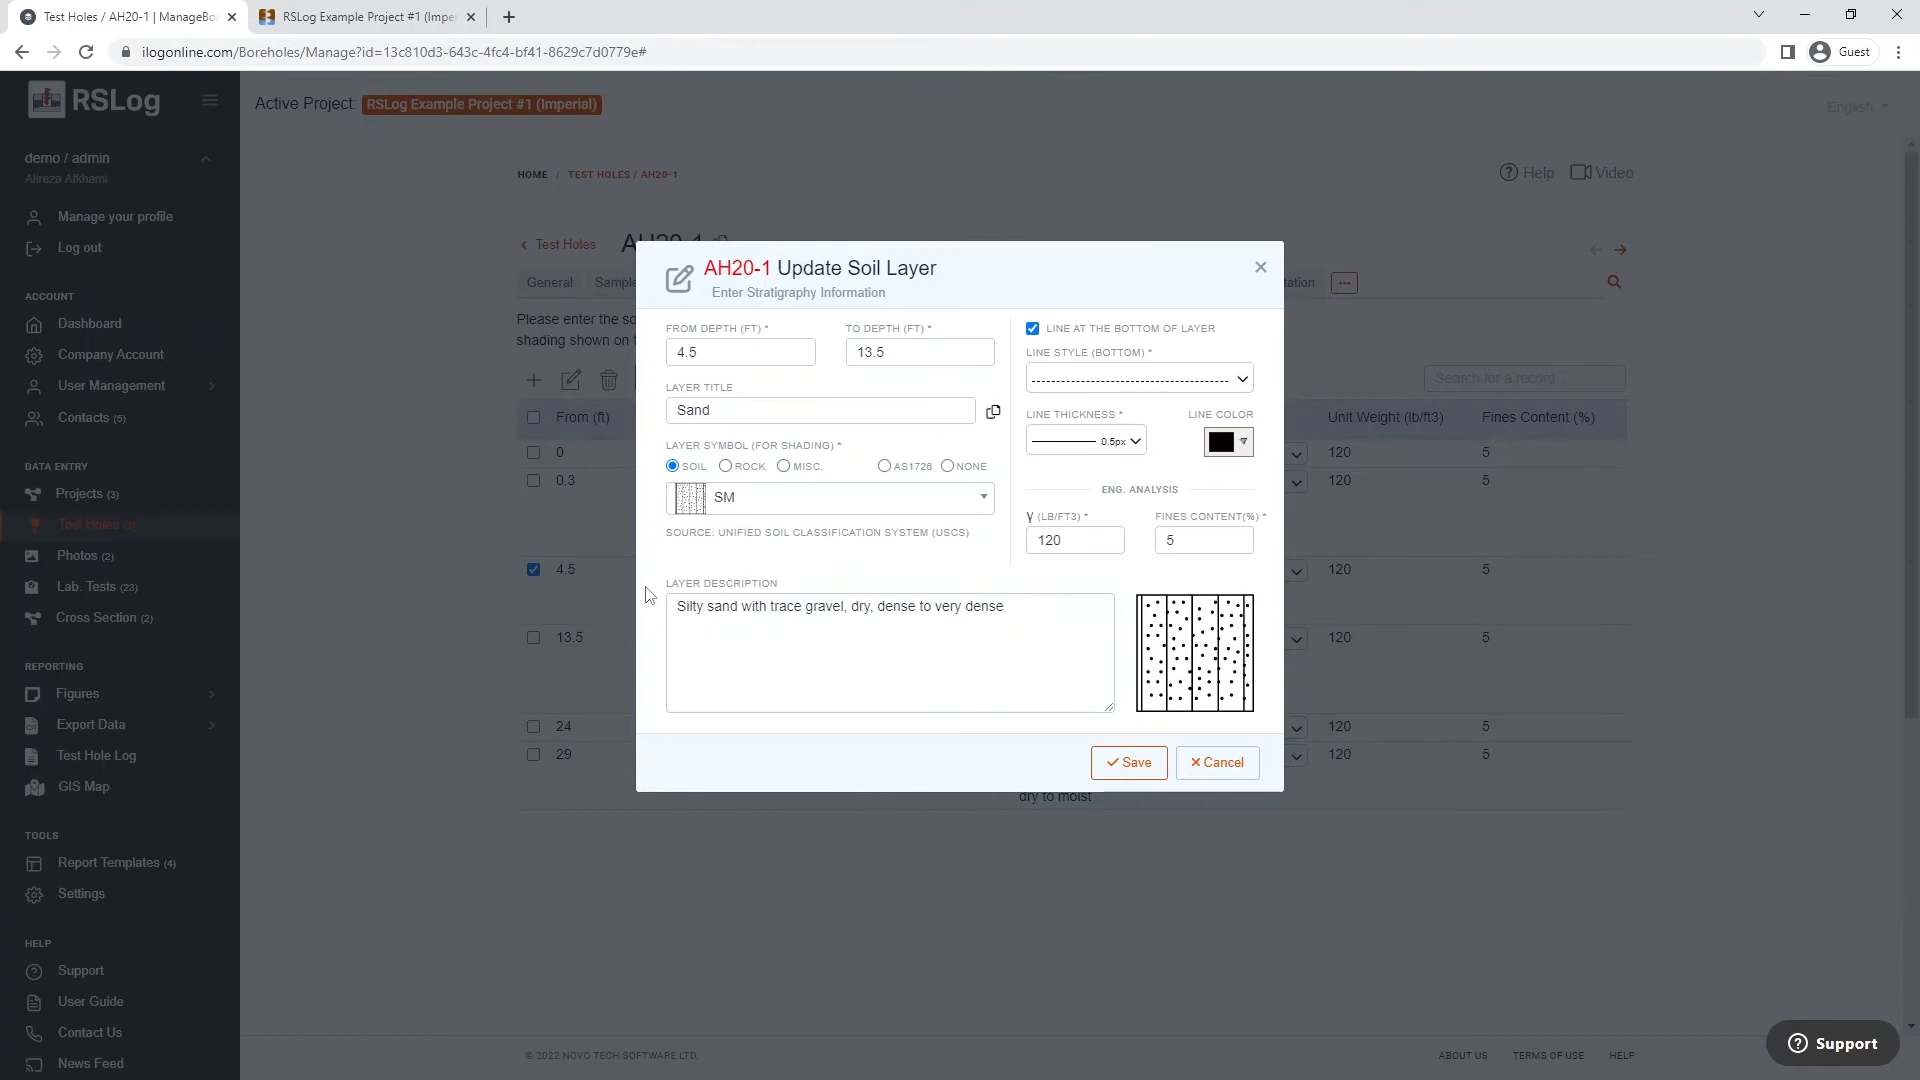 Test Holes / AH20-1 | ManageBo
RSLog Example Project #1 (Impe
ilogonline.com/Boreholes/Manage?id=13c810d3-643c-4fc4-bf41-8629c7d0779e#
Guest
RSLog
Active Project: RSLog Example Project #1 (Imperial)
English
demo / admin
Alireza Afkhami
Manage your profile
Log out
ACCOUNT
Dashboard
Company Account
User Management
Contacts (5)
DATA ENTRY
Projects (3)
Test Holes (3)
Photos (2)
Lab. Tests (23)
Cross Section (2)
REPORTING
Figures
Export Data
Test Hole Log
GIS Map
TOOLS
Report Templates (4)
Settings
HELP
Support
User Guide
Contact Us
News Feed
HOME / TEST HOLES / AH20-1
Help
Video
Test Holes
AH20-1
General
Sample
tation
...
Please enter the so
shading shown on t
Search for a record
From (ft)
Unit Weight (lb/ft3)
Fines Content (%)
0
120
5
0.3
120
5
4.5
120
5
13.5
120
5
24
120
5
29
120
5
dry to moist
AH20-1 Update Soil Layer
Enter Stratigraphy Information
FROM DEPTH (FT) *
TO DEPTH (FT) *
4.5
13.5
LAYER TITLE
Sand
LAYER SYMBOL (FOR SHADING) *
SOIL
ROCK
MISC.
AS1726
NONE
SM
SOURCE: UNIFIED SOIL CLASSIFICATION SYSTEM (USCS)
LINE AT THE BOTTOM OF LAYER
LINE STYLE (BOTTOM) *
LINE THICKNESS *
LINE COLOR
0.5px
ENG. ANALYSIS
γ (LB/FT3) *
FINES CONTENT(%) *
120
5
LAYER DESCRIPTION
Silty sand with trace gravel, dry, dense to very dense
Save
Cancel
© 2022 NOVO TECH SOFTWARE LTD.
ABOUT US
TERMS OF USE
HELP
Support